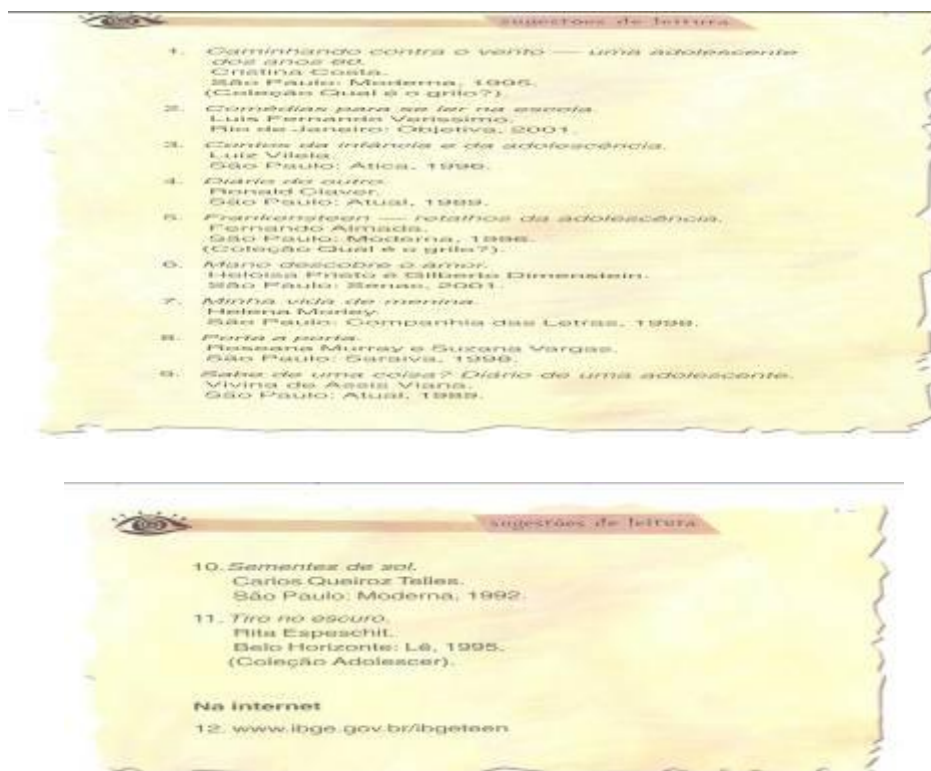 sugestões de leitura
1. Caminhando contra o vento — uma adolescente
dos anos 60.
Cristina Costa.
São Paulo: Moderna, 1995.
(Coleção Qual é o grilo?).
2. Comédias para se ler na escola.
Luis Fernando Verissimo.
Rio de Janeiro: Objetiva, 2001.
3. Contos da infância e da adolescência.
Luiz Vilela.
São Paulo: Ática, 1996.
4. Diário do outro.
Ronald Claver.
São Paulo: Atual, 1989.
5. Frankensteen — retalhos da adolescência.
Fernando Almada.
São Paulo: Moderna, 1996.
(Coleção Qual é o grilo?).
6. Mano descobre o amor.
Heloisa Prieto e Gilberto Dimenstein.
São Paulo: Senac, 2001.
7. Minha vida de menina.
Helena Morley.
São Paulo: Companhia das Letras, 1998.
8. Porta a porta.
Roseana Murray e Suzana Vargas.
São Paulo: Saraiva, 1998.
9. Sabe de uma coisa? Diário de uma adolescente.
Vivina de Assis Viana.
São Paulo: Atual, 1989.
sugestões de leitura
10. Sementes de sol.
Carlos Queiroz Telles.
São Paulo: Moderna, 1992.
11. Tiro no escuro.
Rita Espeschit.
Belo Horizonte: Lê, 1995.
(Coleção Adolescer).
Na internet
12. www.ibge.gov.br/ibgeteen